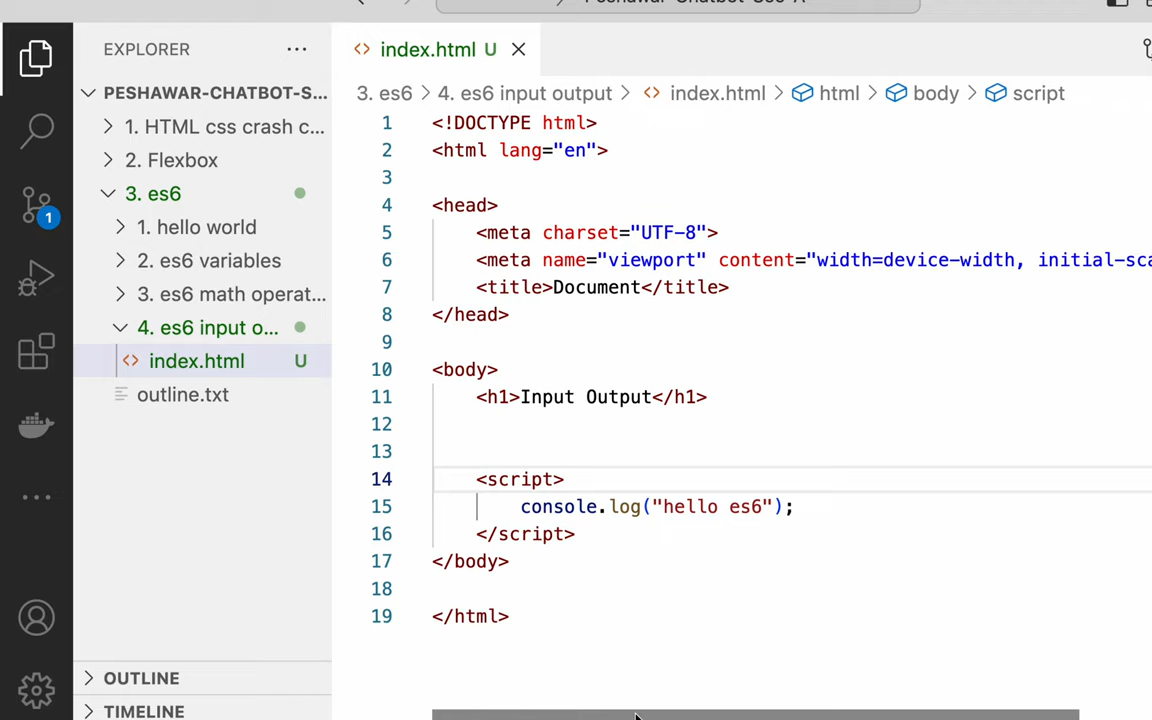 EXPLORER
PESHAWAR-CHATBOT-S...
1. HTML css crash c...
2. Flexbox
3. es6
1. hello world
2. es6 variables
3. es6 math operat...
4. es6 input o...
index.html U
outline.txt
OUTLINE
TIMELINE
1
index.html U
3. es6 > 4. es6 input output > index.html > html > body > script
1 <!DOCTYPE html>
2 <html lang="en">
3
4 <head>
5 <meta charset="UTF-8">
6 <meta name="viewport" content="width=device-width, initial-sca
7 <title>Document</title>
8 </head>
9
10 <body>
11 <h1>Input Output</h1>
12
13
14 <script>
15 console.log("hello es6");
16 </script>
17 </body>
18
19 </html>